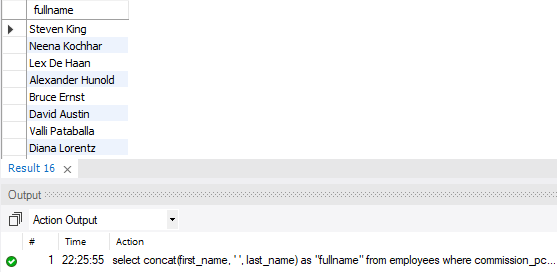 fullname
Steven King
Neena Kochhar
Lex De Haan
Alexander Hunold
Bruce Ernst
David Austin
Valli Pataballa
Diana Lorentz
Result 16
Output
Action Output
# Time Action
1 22:25:55 select concat(first_name, ' ', last_name) as "fullname" from employees where commission_pc...